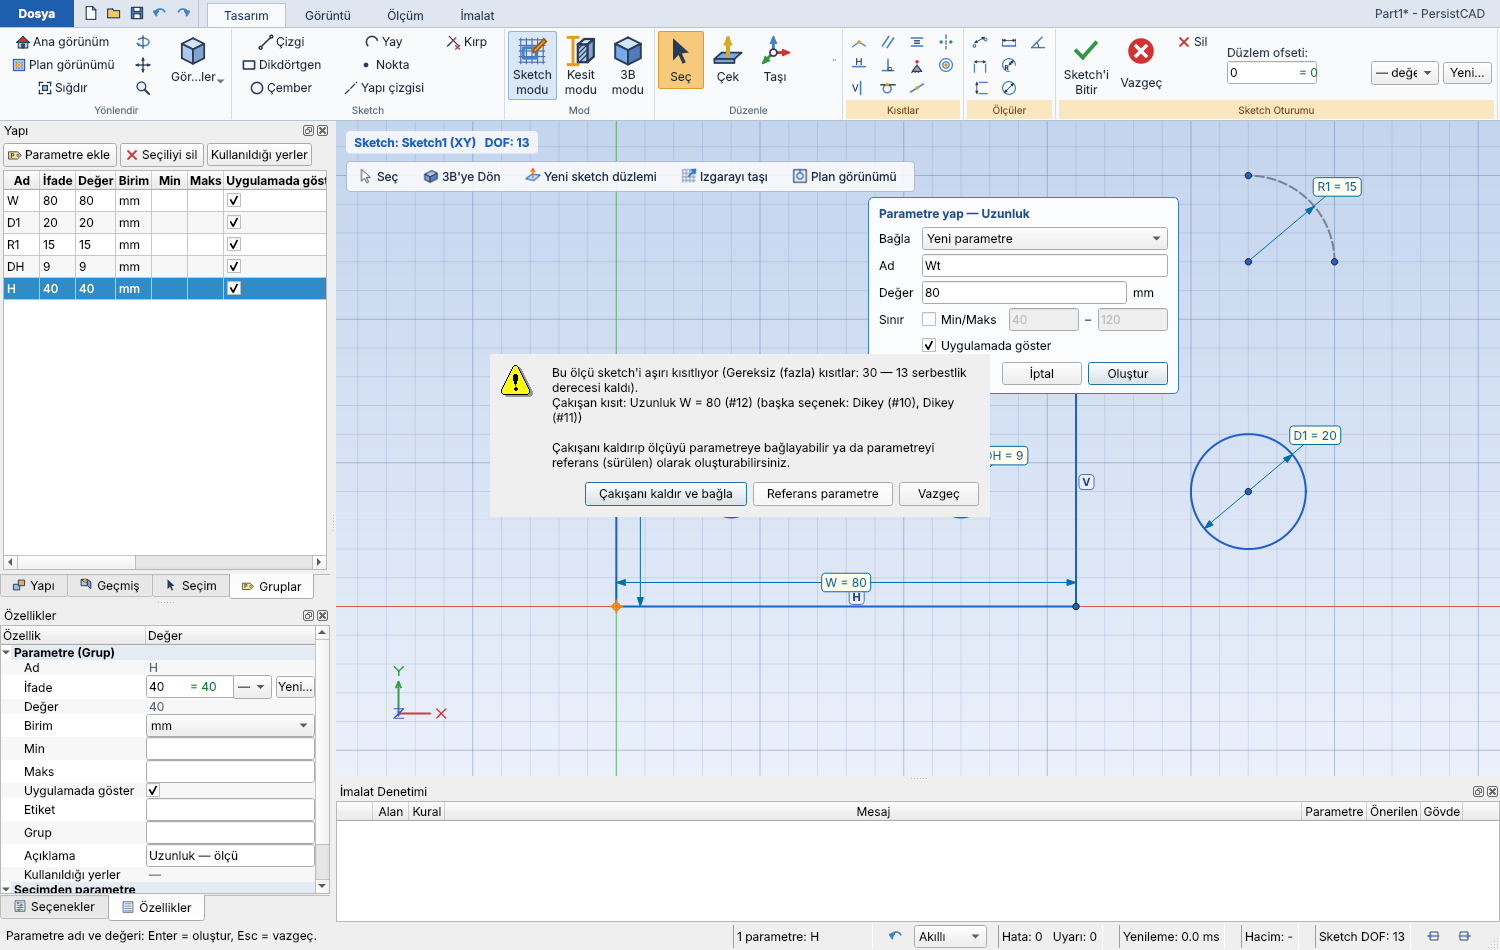 Dosya
Tasarım
Görüntü
Ölçüm
İmalat
Part1* - PersistCAD
Ana görünüm
Plan görünümü
Sığdır
Gör...ler
Yönlendir
Çizgi
Dikdörtgen
Çember
Yay
Nokta
Yapı çizgisi
Kırp
Sketch
Sketch modu
Kesit modu
3B modu
Mod
Seç
Çek
Taşı
Düzenle
Kısıtlar
Ölçüler
Sketch'i Bitir
Vazgeç
Sil
Düzlem ofseti:
0 = 0
— değe
Yeni...
Sketch Oturumu
Yapı
Parametre ekle
Seçiliyi sil
Kullanıldığı yerler
Ad İfade Değer Birim Min Maks Uygulamada göst
W 80 80 mm
D1 20 20 mm
R1 15 15 mm
DH 9 9 mm
H 40 40 mm
Yapı
Geçmiş
Seçim
Gruplar
Özellikler
Özellik Değer
Parametre (Grup)
Ad H
İfade 40 = 40 — Yeni...
Değer 40
Birim mm
Min
Maks
Uygulamada göster
Etiket
Grup
Açıklama Uzunluk — ölçü
Kullanıldığı yerler —
Seçimden parametre
Seçenekler
Özellikler
Sketch: Sketch1 (XY) DOF: 13
Seç
3B'ye Dön
Yeni sketch düzlemi
Izgarayı taşı
Plan görünümü
R1 = 15
Parametre yap — Uzunluk
Bağla Yeni parametre
Ad Wt
Değer 80 mm
Sınır Min/Maks 40 – 120
Uygulamada göster
İptal
Oluştur
Bu ölçü sketch'i aşırı kısıtlıyor (Gereksiz (fazla) kısıtlar: 30 — 13 serbestlik
derecesi kaldı).
Çakışan kısıt: Uzunluk W = 80 (#12) (başka seçenek: Dikey (#10), Dikey
(#11))
Çakışanı kaldırıp ölçüyü parametreye bağlayabilir ya da parametreyi
referans (sürülen) olarak oluşturabilirsiniz.
Çakışanı kaldır ve bağla
Referans parametre
Vazgeç
DH = 9
V
D1 = 20
W = 80
H
Y
Z
X
İmalat Denetimi
Alan Kural Mesaj Parametre Önerilen Gövde
Parametre adı ve değeri: Enter = oluştur, Esc = vazgeç.
1 parametre: H
Akıllı
Hata: 0 Uyarı: 0
Yenileme: 0.0 ms
Hacim: -
Sketch DOF: 13